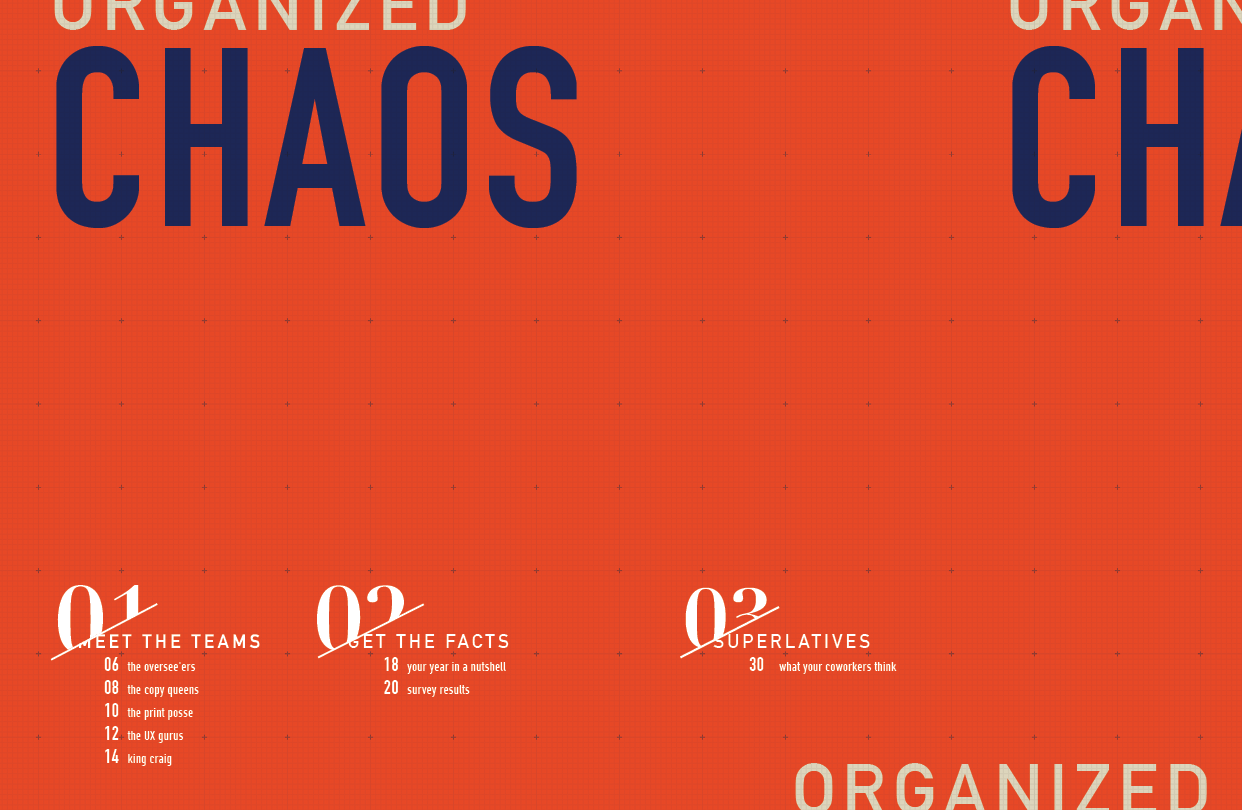 ORGANIZED
CHAOS
ORGAN
CHA
01
MEET THE TEAMS
06 the oversee'ers
08 the copy queens
10 the print posse
12 the UX gurus
14 king craig
02
GET THE FACTS
18 your year in a nutshell
20 survey results
03
SUPERLATIVES
30 what your coworkers think
ORGANIZED